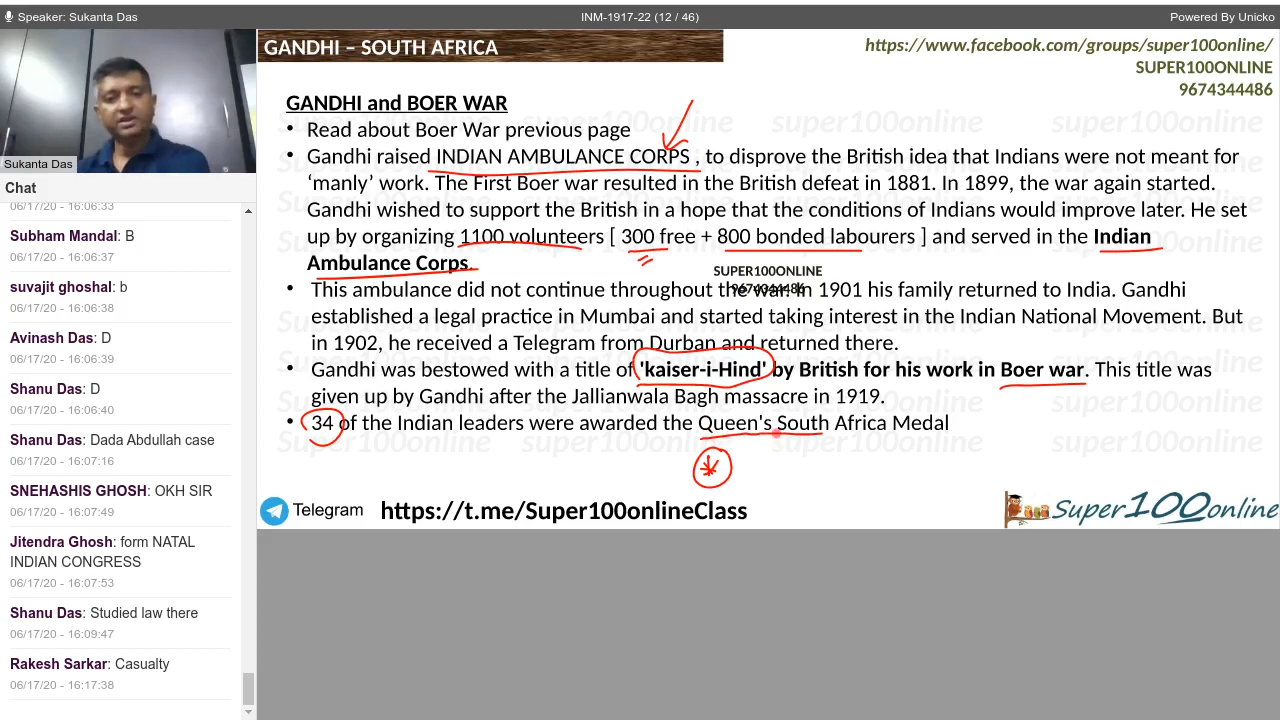 Speaker: Sukanta Das
INM-1917-22 (12 / 46)
Powered By Unicko
Sukanta Das
Chat
06/17/20 - 16:06:33
Subham Mandal: B
06/17/20 - 16:06:37
suvajit ghoshal: b
06/17/20 - 16:06:38
Avinash Das: D
06/17/20 - 16:06:39
Shanu Das: D
06/17/20 - 16:06:40
Shanu Das: Dada Abdullah case
06/17/20 - 16:07:16
SNEHASHIS GHOSH: OKH SIR
06/17/20 - 16:07:49
Jitendra Ghosh: form NATAL
INDIAN CONGRESS
06/17/20 - 16:07:53
Shanu Das: Studied law there
06/17/20 - 16:09:47
Rakesh Sarkar: Casualty
06/17/20 - 16:17:38
GANDHI – SOUTH AFRICA
https://www.facebook.com/groups/super100online/
SUPER100ONLINE
9674344486
GANDHI and BOER WAR
• Read about Boer War previous page
• Gandhi raised INDIAN AMBULANCE CORPS , to disprove the British idea that Indians were not meant for
‘manly’ work. The First Boer war resulted in the British defeat in 1881. In 1899, the war again started.
Gandhi wished to support the British in a hope that the conditions of Indians would improve later. He set
up by organizing 1100 volunteers [ 300 free + 800 bonded labourers ] and served in the Indian
Ambulance Corps.
SUPER100ONLINE
9674344486
• This ambulance did not continue throughout the war. In 1901 his family returned to India. Gandhi
established a legal practice in Mumbai and started taking interest in the Indian National Movement. But
in 1902, he received a Telegram from Durban and returned there.
• Gandhi was bestowed with a title of 'kaiser-i-Hind' by British for his work in Boer war. This title was
given up by Gandhi after the Jallianwala Bagh massacre in 1919.
• 34 of the Indian leaders were awarded the Queen's South Africa Medal
Telegram
https://t.me/Super100onlineClass
Super100online